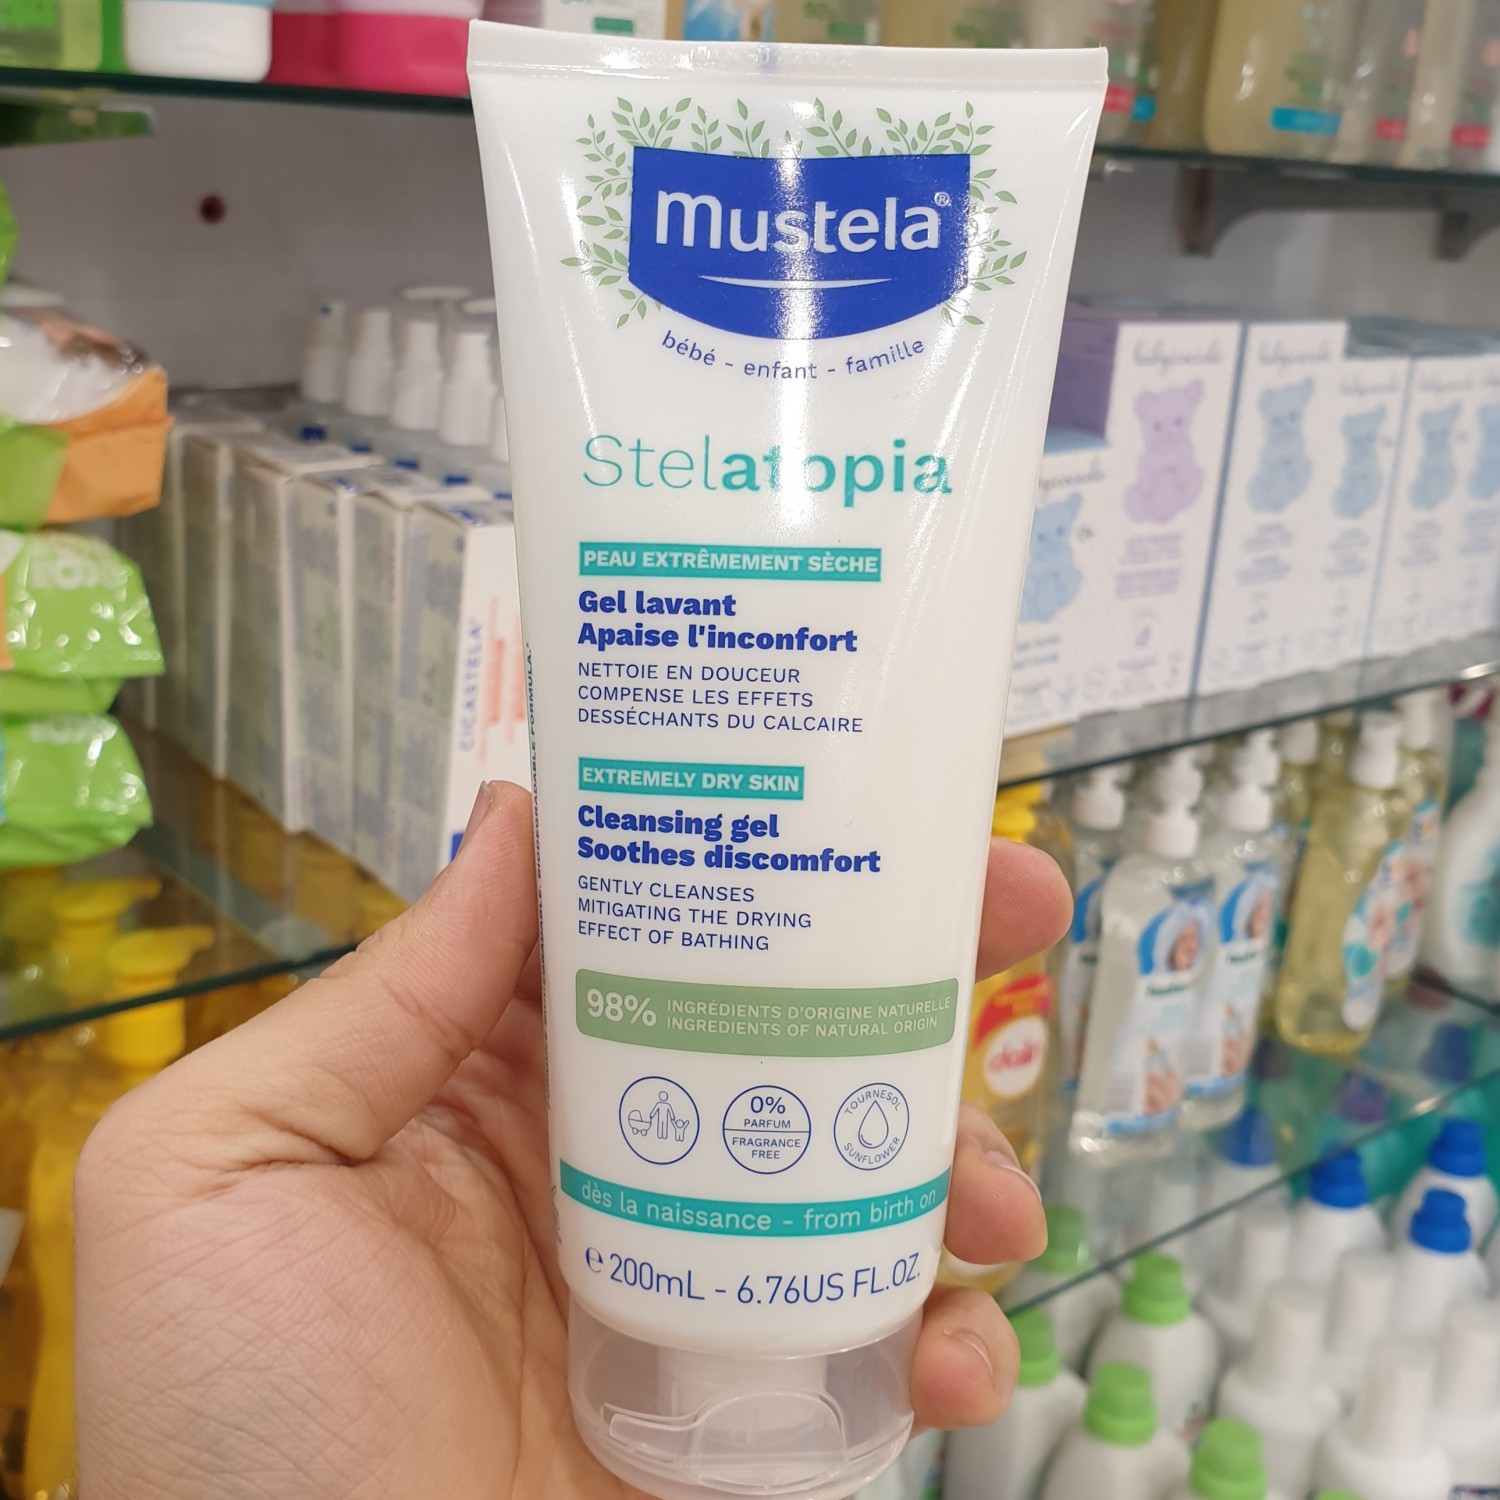 mustela®
bébé - enfant - famille
Stelatopia
PEAU EXTRÊMEMENT SÈCHE
Gel lavant
Apaise l'inconfort
NETTOIE EN DOUCEUR
COMPENSE LES EFFETS
DESSÉCHANTS DU CALCAIRE
EXTREMELY DRY SKIN
Cleansing gel
Soothes discomfort
GENTLY CLEANSES
MITIGATING THE DRYING
EFFECT OF BATHING
98% INGRÉDIENTS D'ORIGINE NATURELLE
INGREDIENTS OF NATURAL ORIGIN
0%
PARFUM
FRAGRANCE
FREE
TOURNESOL
SUNFLOWER
dès la naissance - from birth on
e 200mL - 6.76US FL.OZ.
CICASTELA
dalin